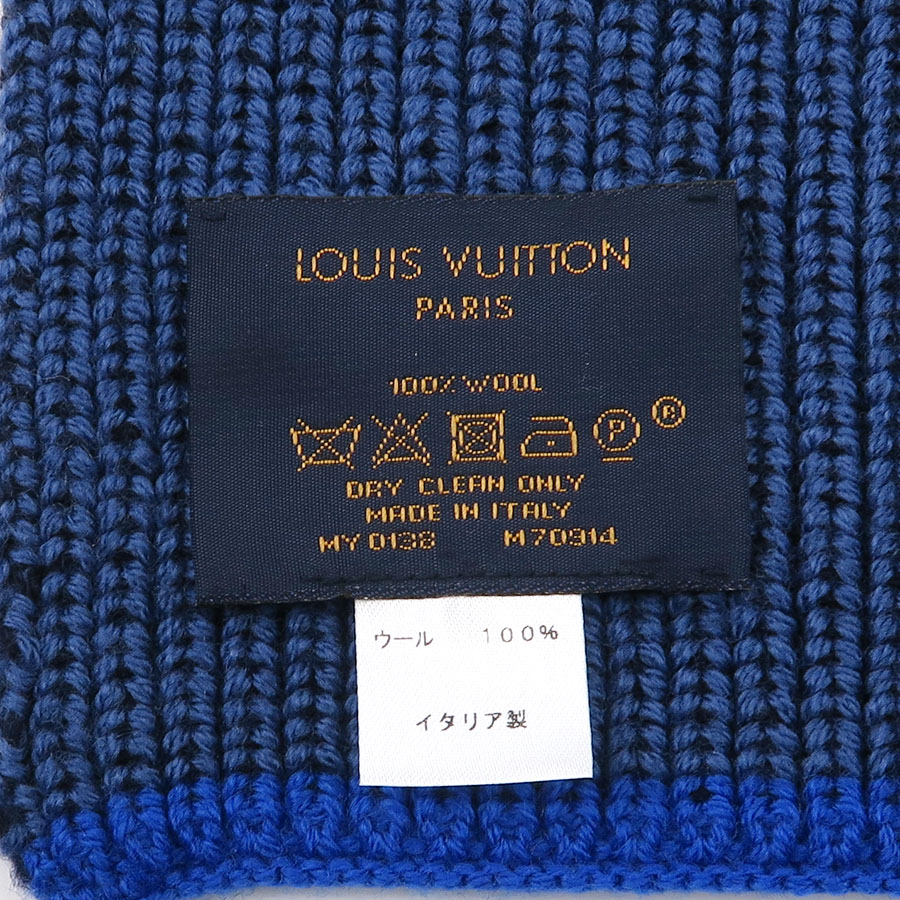 LOUIS VUITTON
PARIS
100% WOOL
P ®
DRY CLEAN ONLY
MADE IN ITALY
MY 0138 M70914
ウール 100%
イタリア製